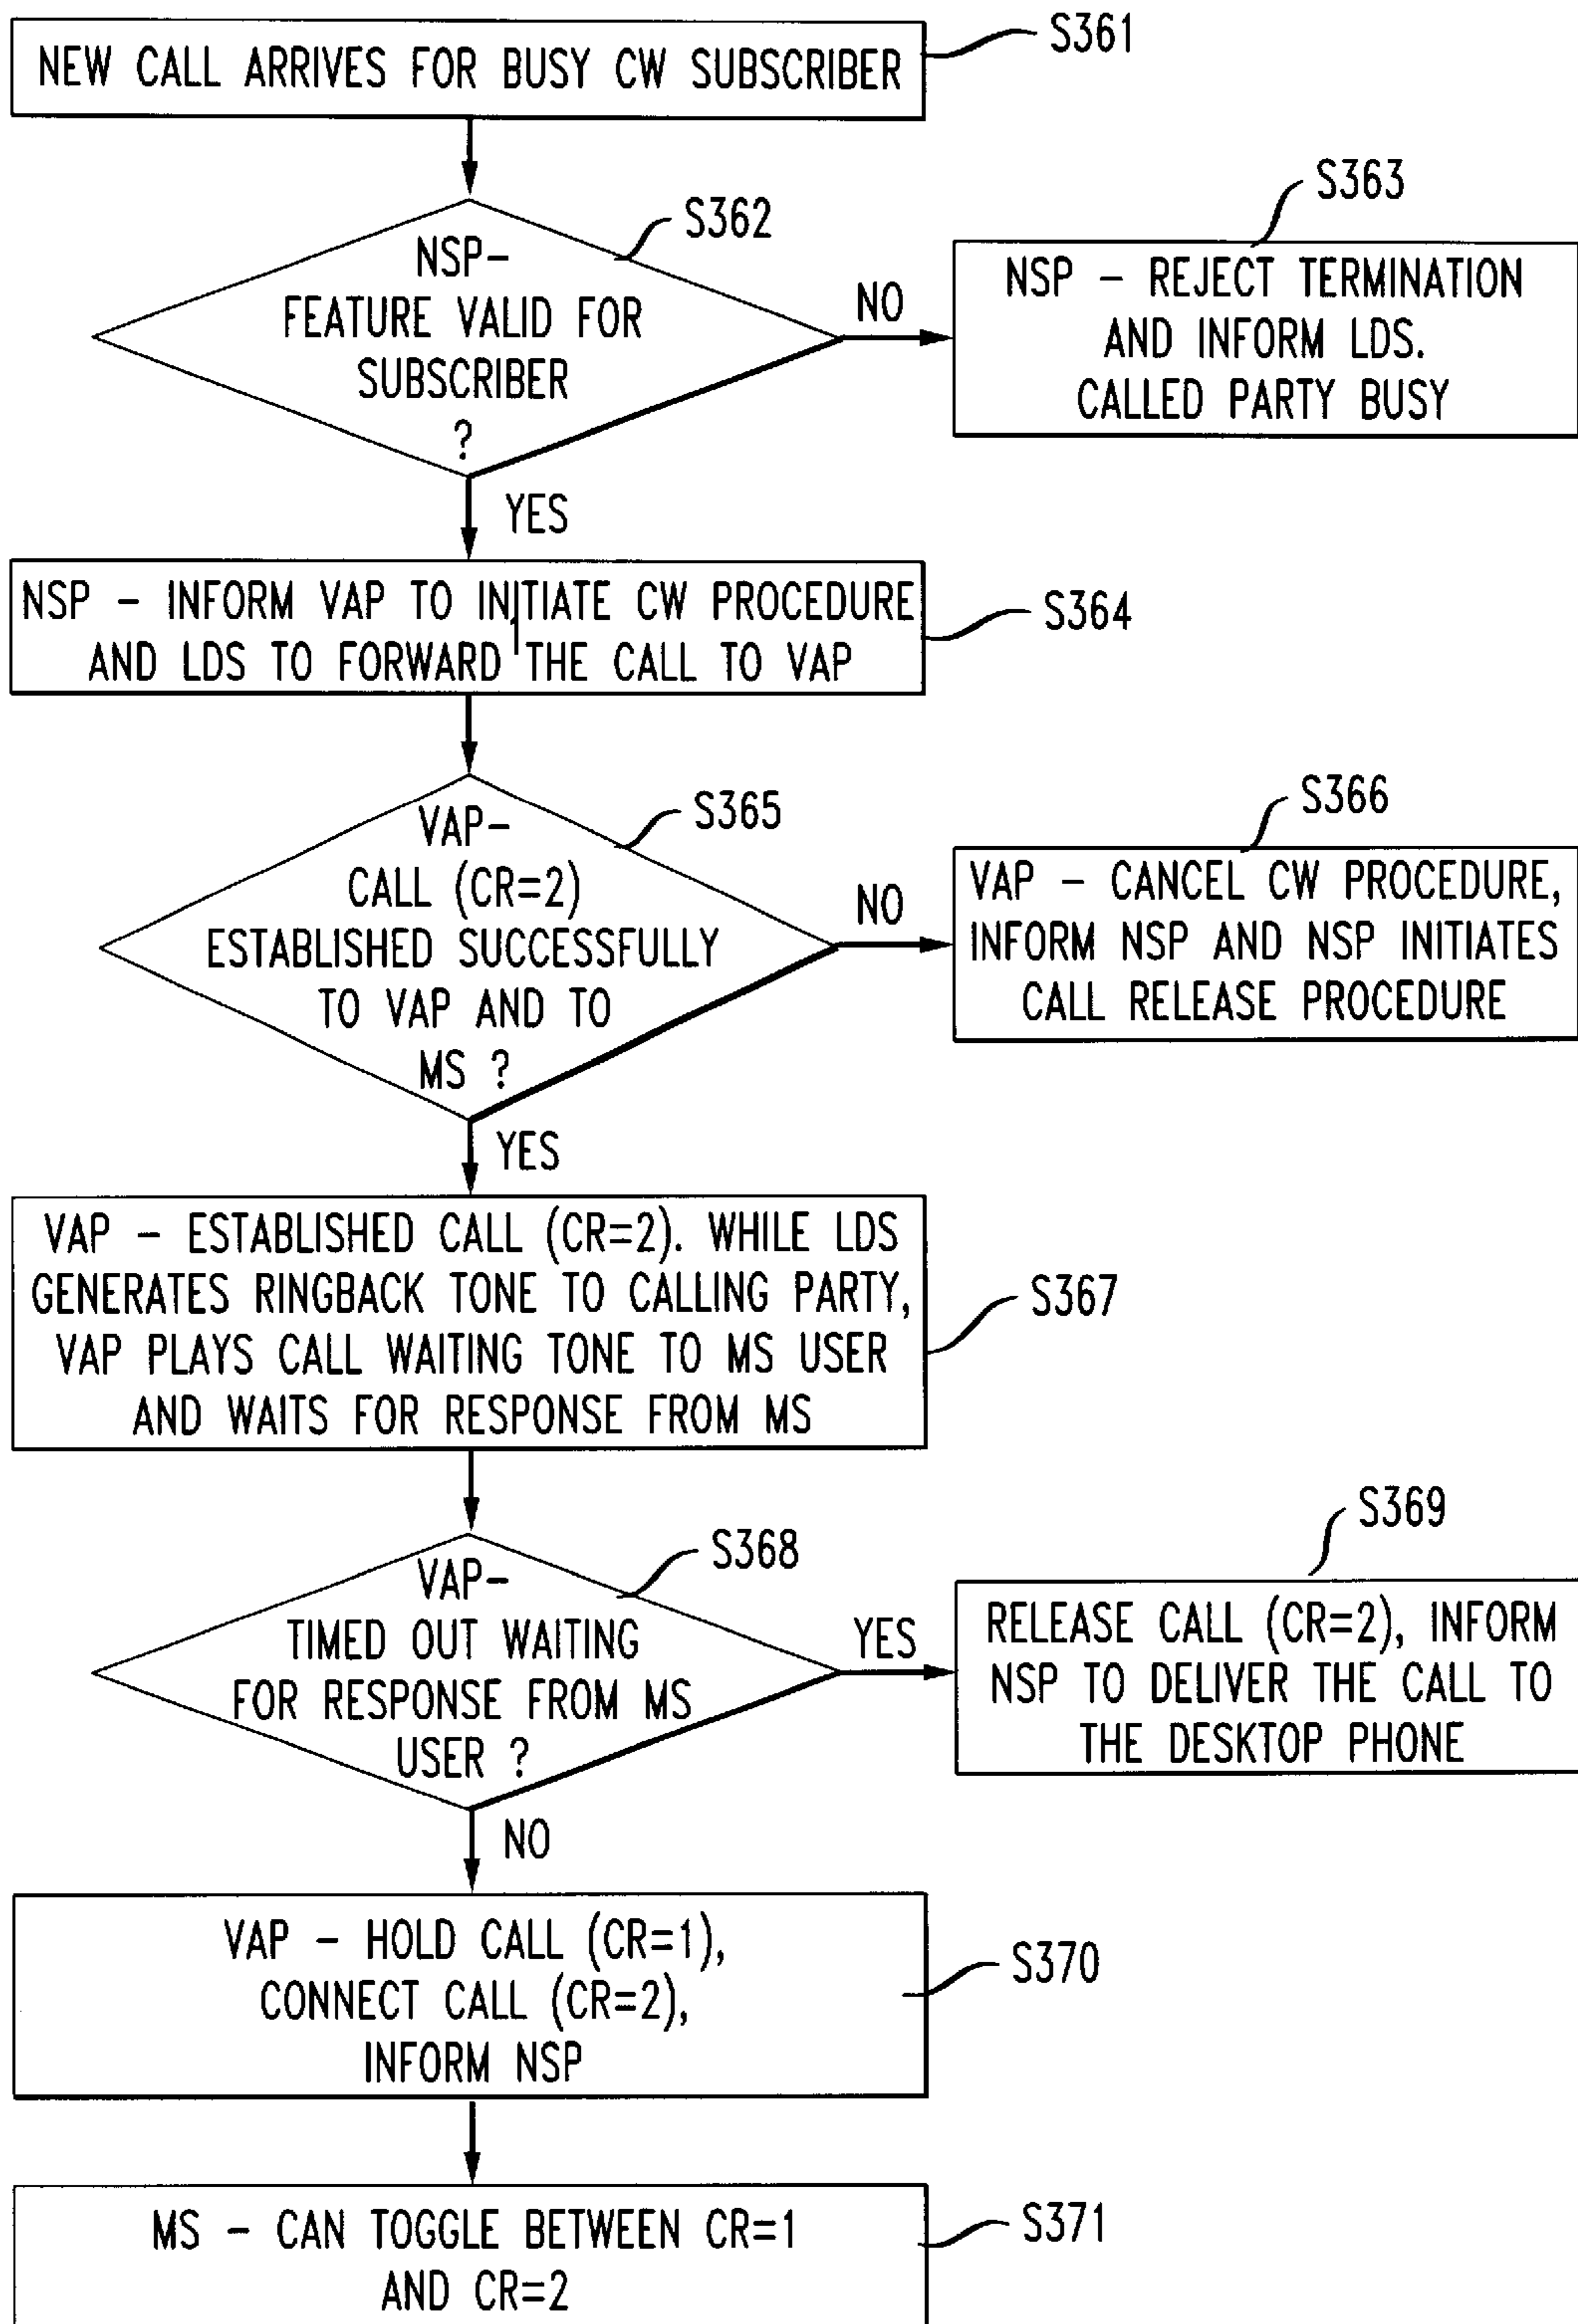 NEW CALL ARRIVES FOR BUSY CW SUBSCRIBER
S361
NSP-
FEATURE VALID FOR
SUBSCRIBER
?
S362
NO
S363
NSP - REJECT TERMINATION
AND INFORM LDS.
CALLED PARTY BUSY
YES
NSP - INFORM VAP TO INITIATE CW PROCEDURE
AND LDS TO FORWARD THE CALL TO VAP
S364
VAP-
CALL (CR=2)
ESTABLISHED SUCCESSFULLY
TO VAP AND TO
MS ?
S365
NO
S366
VAP - CANCEL CW PROCEDURE,
INFORM NSP AND NSP INITIATES
CALL RELEASE PROCEDURE
YES
VAP - ESTABLISHED CALL (CR=2). WHILE LDS
GENERATES RINGBACK TONE TO CALLING PARTY,
VAP PLAYS CALL WAITING TONE TO MS USER
AND WAITS FOR RESPONSE FROM MS
S367
VAP-
TIMED OUT WAITING
FOR RESPONSE FROM MS
USER ?
S368
YES
S369
RELEASE CALL (CR=2), INFORM
NSP TO DELIVER THE CALL TO
THE DESKTOP PHONE
NO
VAP - HOLD CALL (CR=1),
CONNECT CALL (CR=2),
INFORM NSP
S370
MS - CAN TOGGLE BETWEEN CR=1
AND CR=2
S371